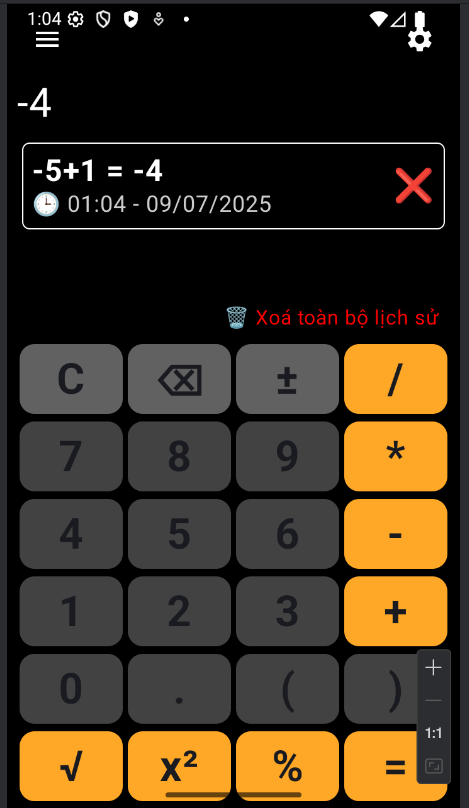 1:04
-4
-5+1 = -4
🕒 01:04 - 09/07/2025
🗑️ Xoá toàn bộ lịch sử
C ⌫ ± /
7 8 9 *
4 5 6 -
1 2 3 +
0 . ( )
√ x² % =
1:1